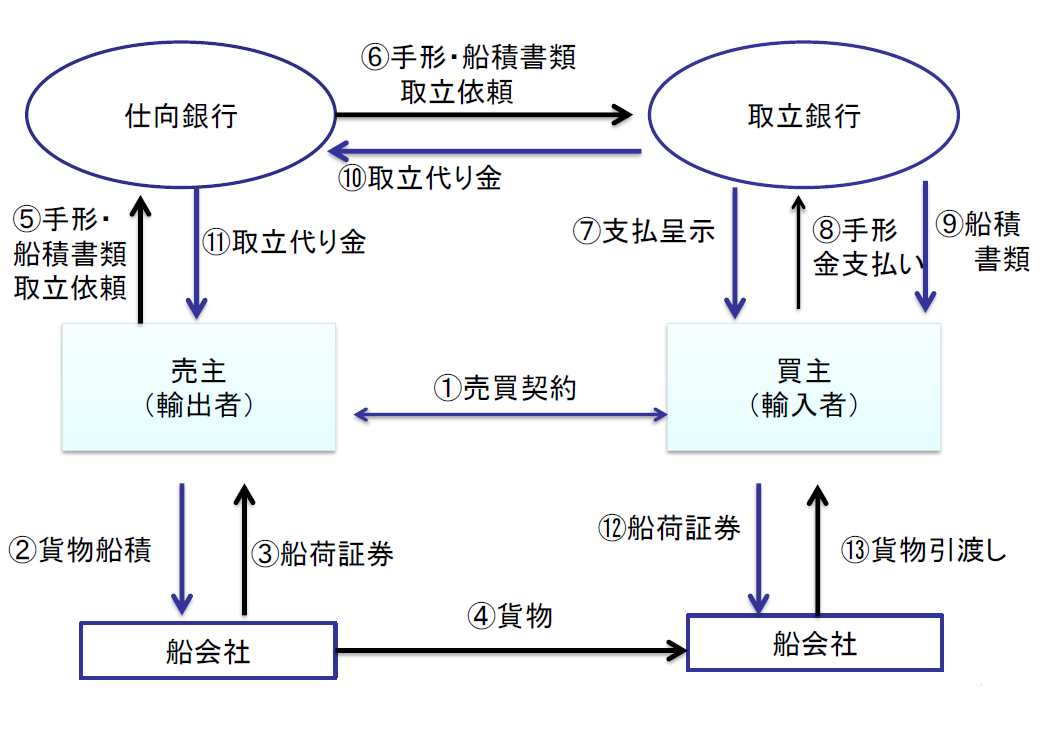 ⑥手形・船積書類
取立依頼
仕向銀行
取立銀行
⑩取立代り金
⑤手形・
船積書類
取立依頼
⑪取立代り金
⑦支払呈示
⑧手形
金支払い
⑨船積
書類
売主
（輸出者）
①売買契約
買主
（輸入者）
②貨物船積
③船荷証券
⑫船荷証券
⑬貨物引渡し
④貨物
船会社
船会社